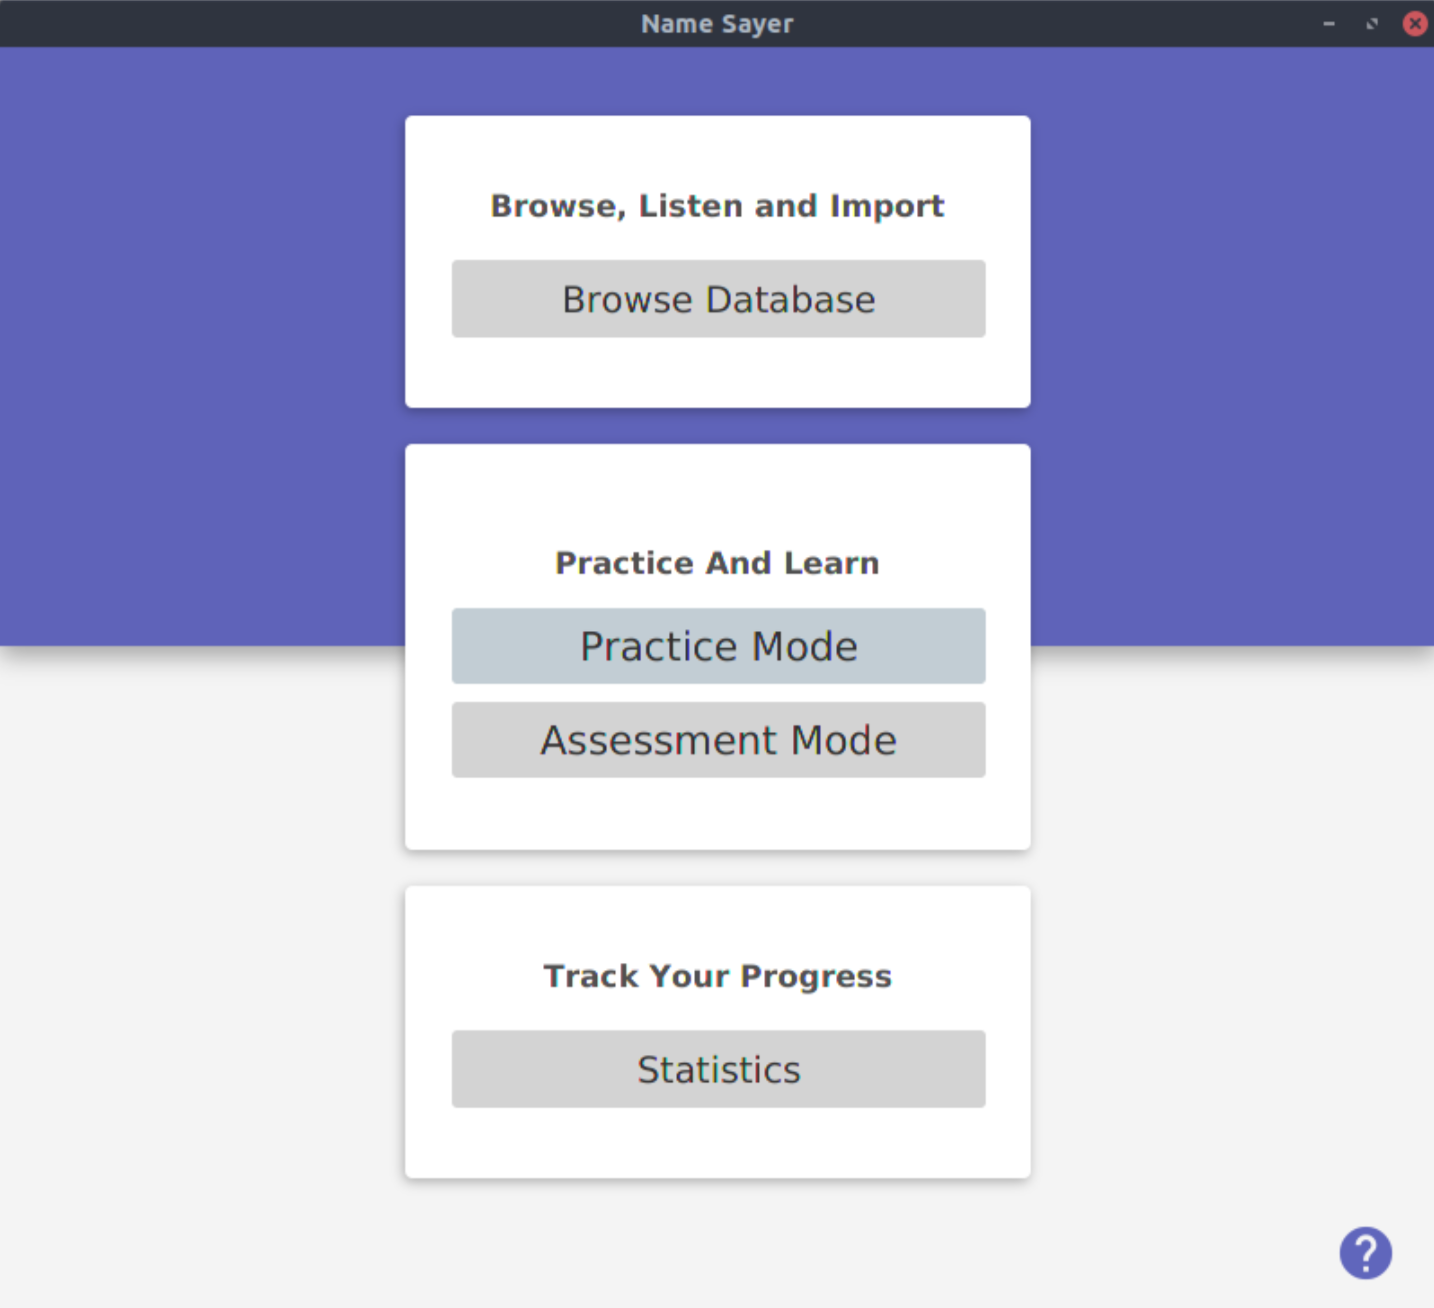 Name Sayer
Browse, Listen and Import
Browse Database
Practice And Learn
Practice Mode
Assessment Mode
Track Your Progress
Statistics
?